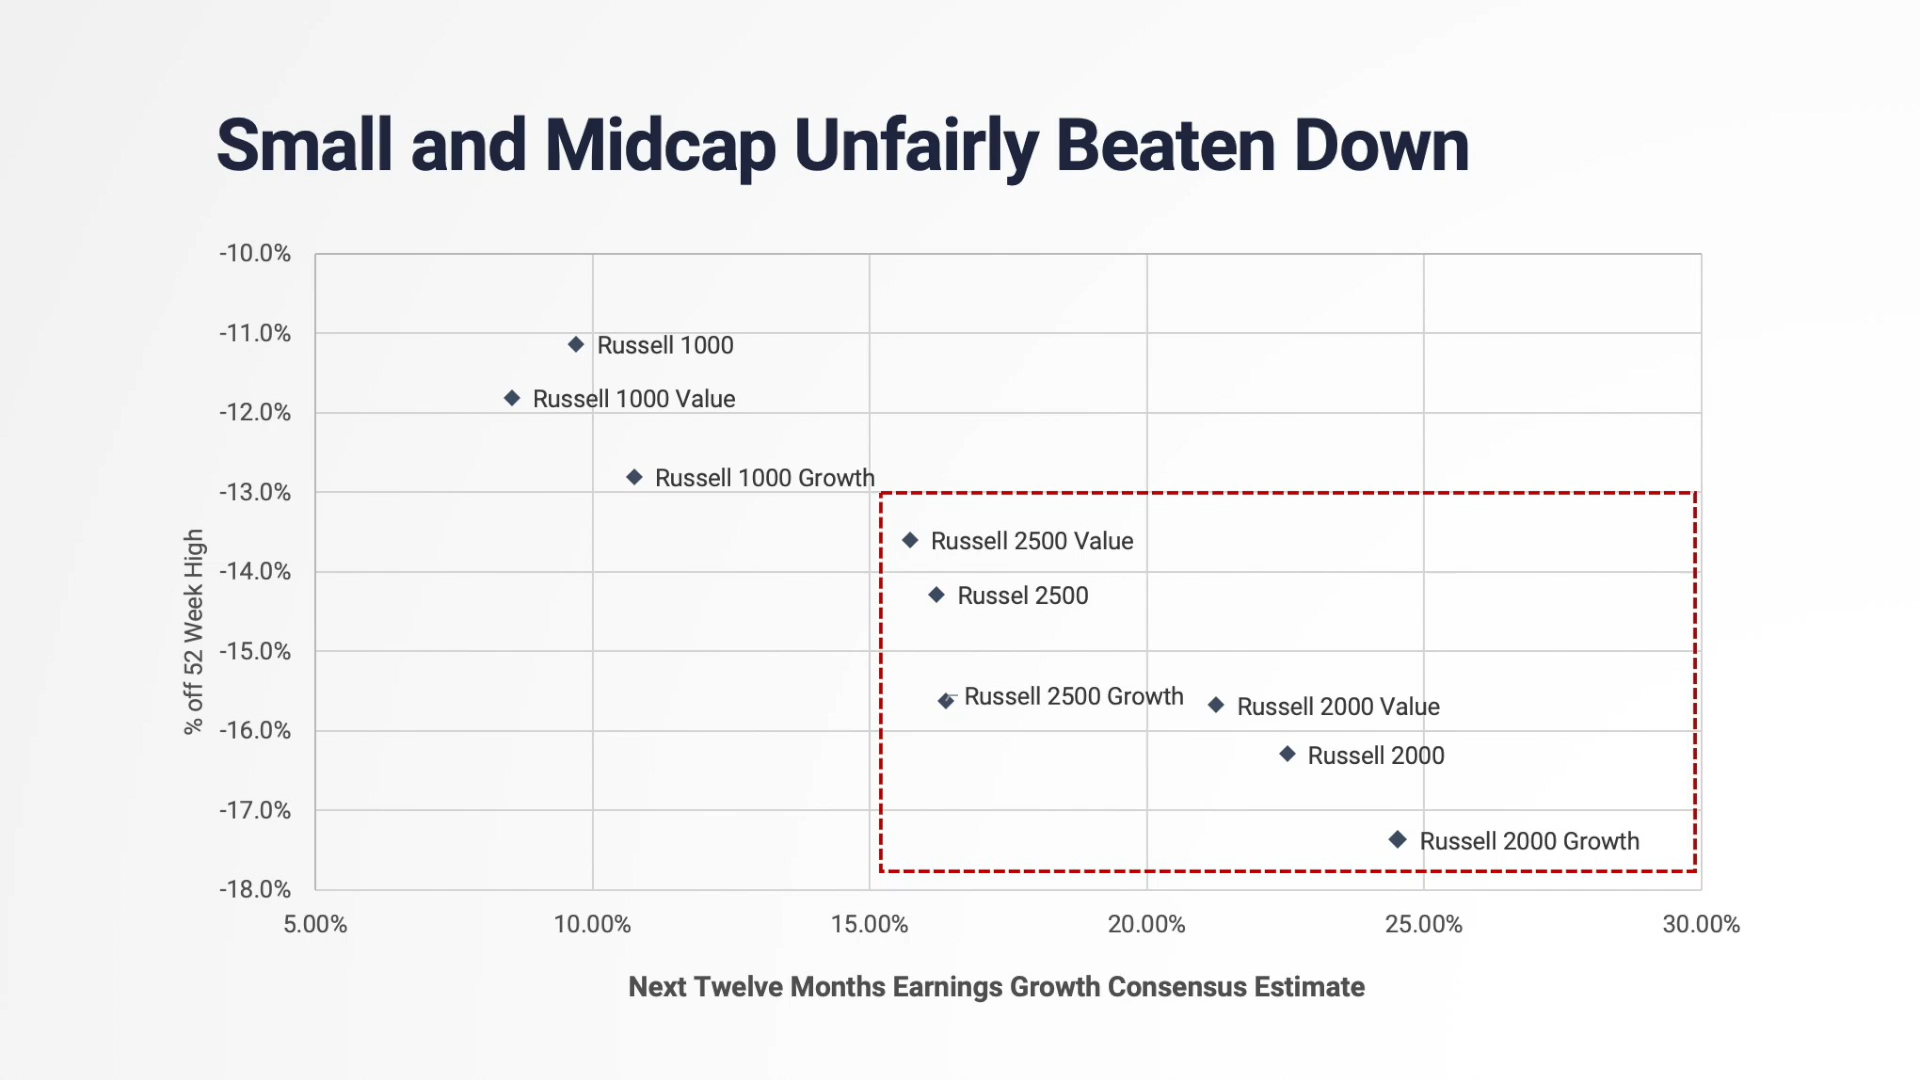 Small and Midcap Unfairly Beaten Down
-10.0%
-11.0%
-12.0%
-13.0%
-14.0%
-15.0%
-16.0%
-17.0%
-18.0%
% off 52 Week High
Russell 1000
Russell 1000 Value
Russell 1000 Growth
Russell 2500 Value
Russel 2500
Russell 2500 Growth
Russell 2000 Value
Russell 2000
Russell 2000 Growth
5.00% 10.00% 15.00% 20.00% 25.00% 30.00%
Next Twelve Months Earnings Growth Consensus Estimate